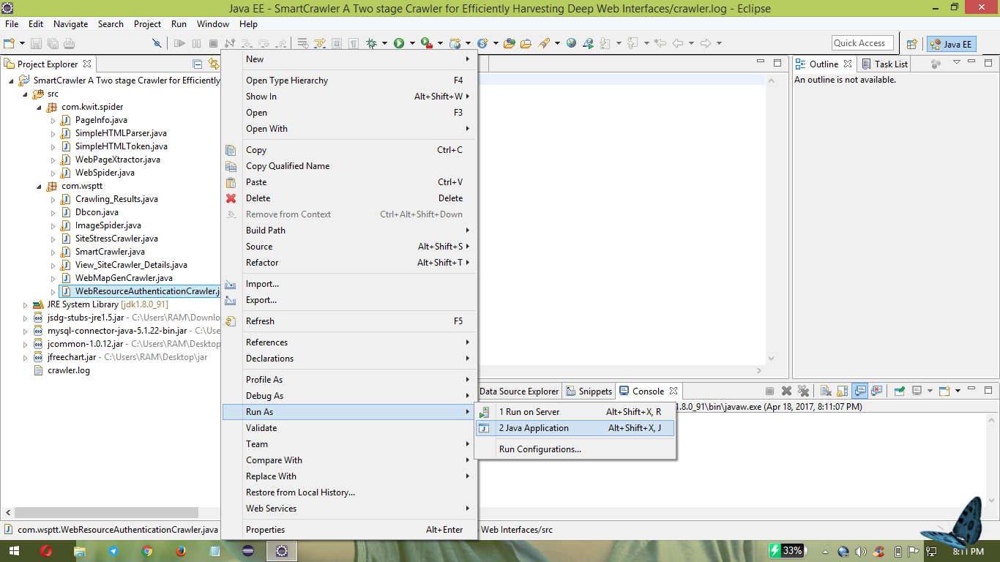 Java EE - SmartCrawler A Two stage Crawler for Efficiently Harvesting Deep Web Interfaces/crawler.log - Eclipse
File Edit Navigate Search Project Run Window Help
Quick Access
Java EE
Project Explorer
SmartCrawler A Two stage Crawler for Efficiently
src
com.kwit.spider
PageInfo.java
SimpleHTMLParser.java
SimpleHTMLToken.java
WebPageXtractor.java
WebSpider.java
com.wsptt
Crawling_Results.java
Dbcon.java
ImageSpider.java
SiteStressCrawler.java
SmartCrawler.java
View_SiteCrawler_Details.java
WebMapGenCrawler.java
WebResourceAuthenticationCrawler.j
JRE System Library [jdk1.8.0_91]
jsdg-stubs-jre1.5.jar - C:\Users\RAM\Downlo
mysql-connector-java-5.1.22-bin.jar - C:\Use
jcommon-1.0.12.jar - C:\Users\RAM\Desktop
jfreechart.jar - C:\Users\RAM\Desktop\jar
crawler.log
New
Open Type Hierarchy F4
Show In Alt+Shift+W
Open F3
Open With
Copy Ctrl+C
Copy Qualified Name
Paste Ctrl+V
Delete Delete
Remove from Context Ctrl+Alt+Shift+Down
Build Path
Source Alt+Shift+S
Refactor Alt+Shift+T
Import...
Export...
Refresh F5
References
Declarations
Profile As
Debug As
Run As
Validate
Team
Compare With
Replace With
Restore from Local History...
Web Services
Properties Alt+Enter
1 Run on Server Alt+Shift+X, R
2 Java Application Alt+Shift+X, J
Run Configurations...
Outline
Task List
An outline is not available.
Data Source Explorer Snippets Console
1.8.0_91\bin\javaw.exe (Apr 18, 2017, 8:11:07 PM)
com.wsptt.WebResourceAuthenticationCrawler.java
Web Interfaces/src
33%
8:11 PM